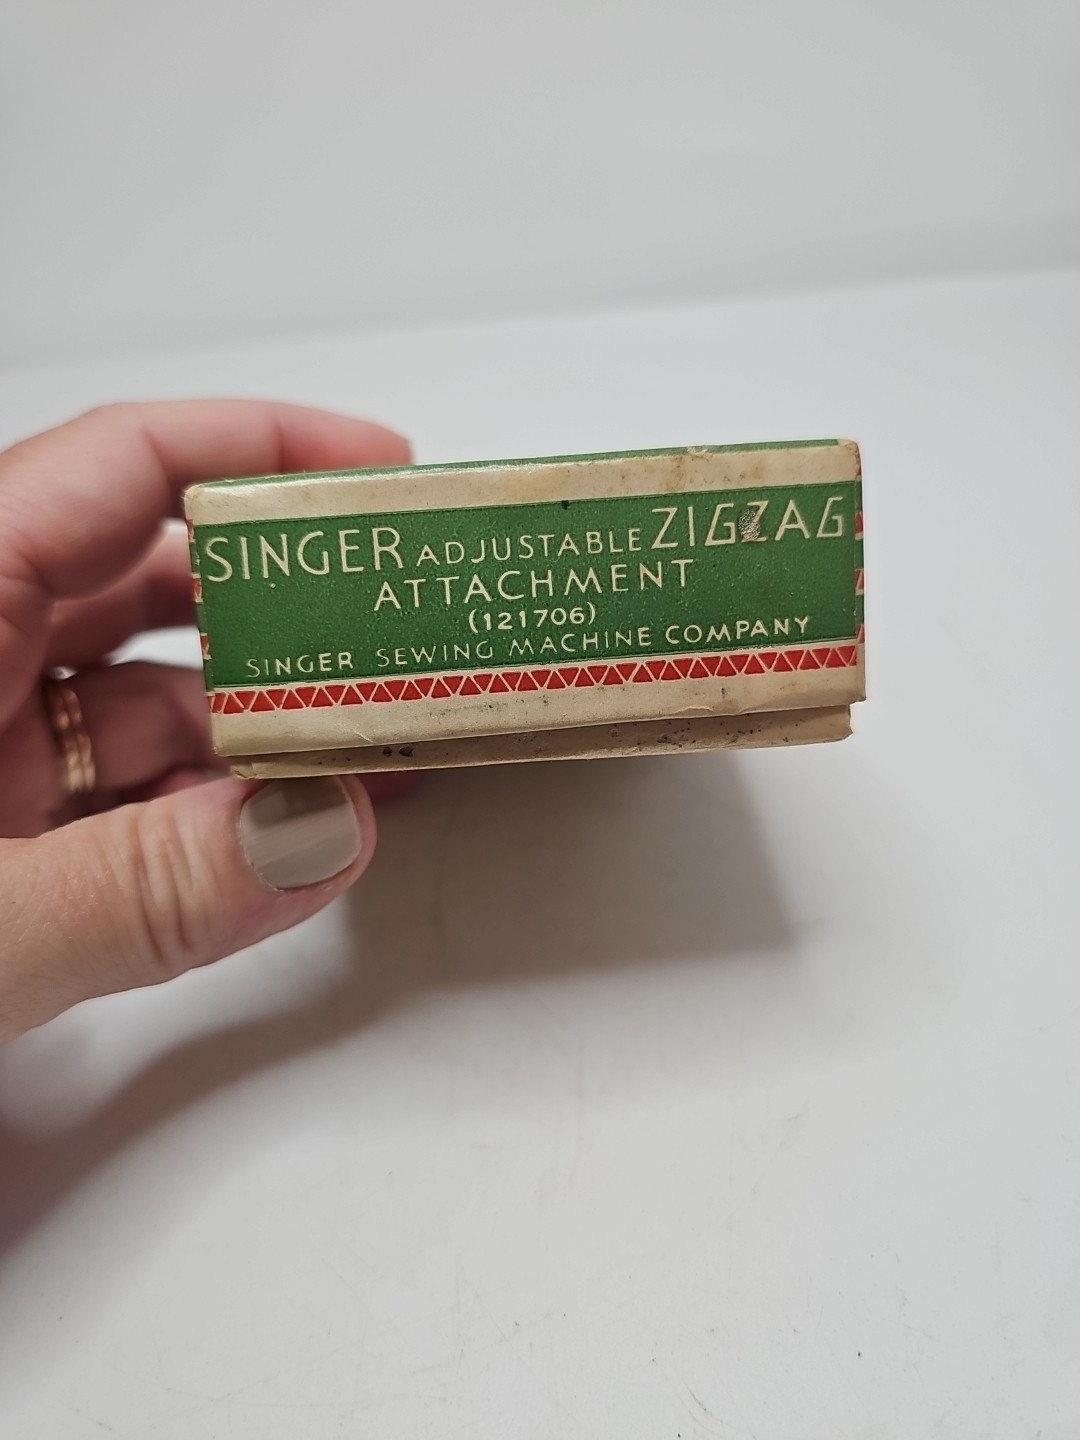 SINGER ADJUSTABLE ZIGZAG
ATTACHMENT
(121706)
SINGER SEWING MACHINE COMPANY